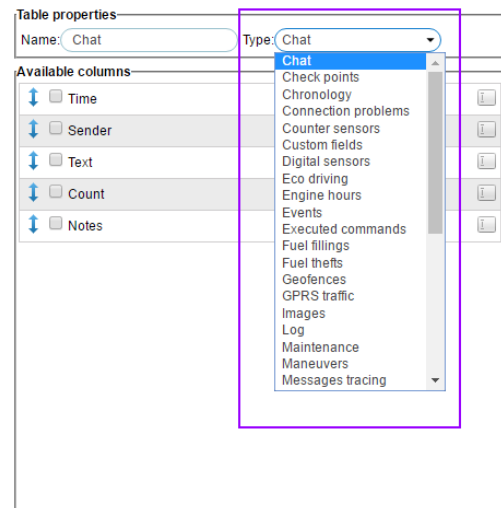 Table properties
Name: Chat Type: Chat
Chat
Check points
Chronology
Connection problems
Counter sensors
Custom fields
Digital sensors
Eco driving
Engine hours
Events
Executed commands
Fuel fillings
Fuel thefts
Geofences
GPRS traffic
Images
Log
Maintenance
Maneuvers
Messages tracing
Available columns
Time
Sender
Text
Count
Notes